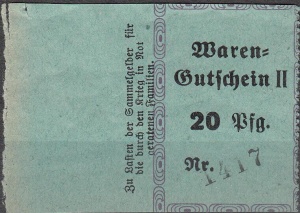 Zu Lasten der Sammelgelder für
die durch den Krieg in Not
geratenen Familien.
Waren-
Gutschein II
20 Pfg.
Nr. 1417